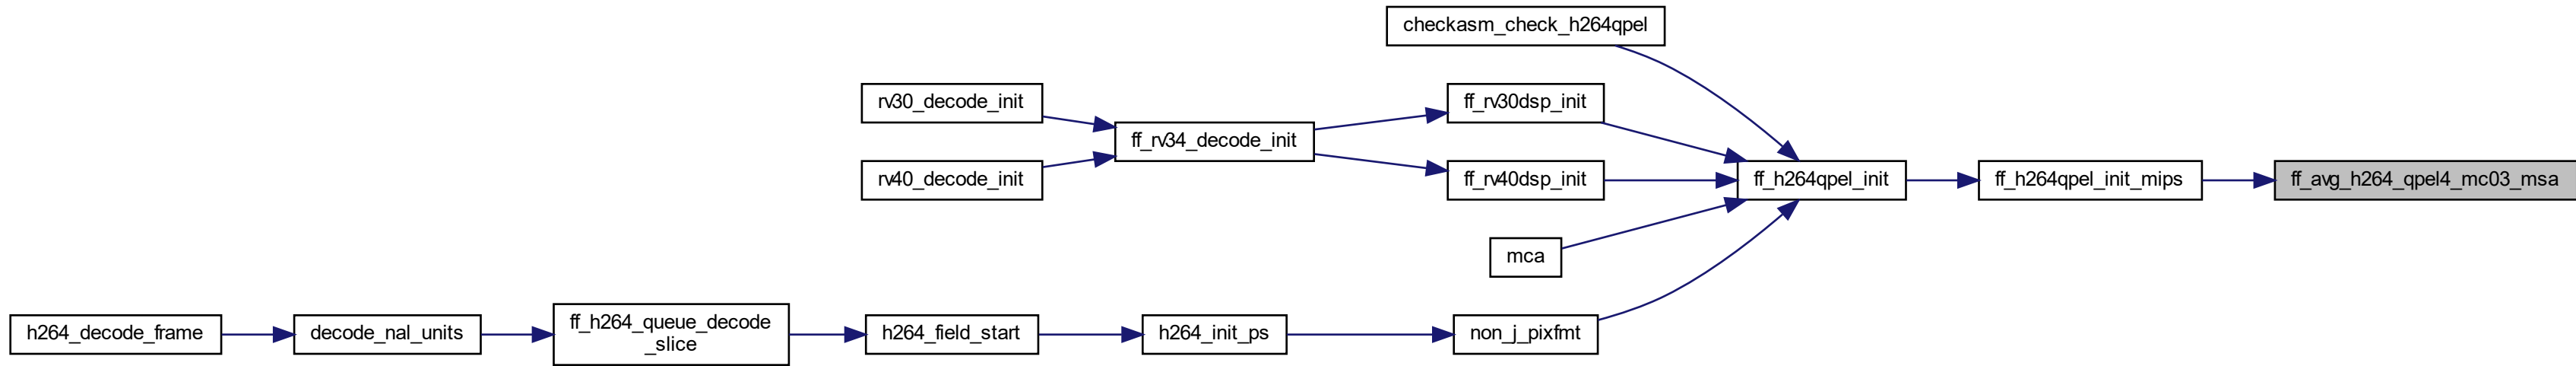 checkasm_check_h264qpel
rv30_decode_init
ff_rv30dsp_init
ff_rv34_decode_init
rv40_decode_init
ff_rv40dsp_init
ff_h264qpel_init
ff_h264qpel_init_mips
ff_avg_h264_qpel4_mc03_msa
mca
h264_decode_frame
decode_nal_units
ff_h264_queue_decode
_slice
h264_field_start
h264_init_ps
non_j_pixfmt